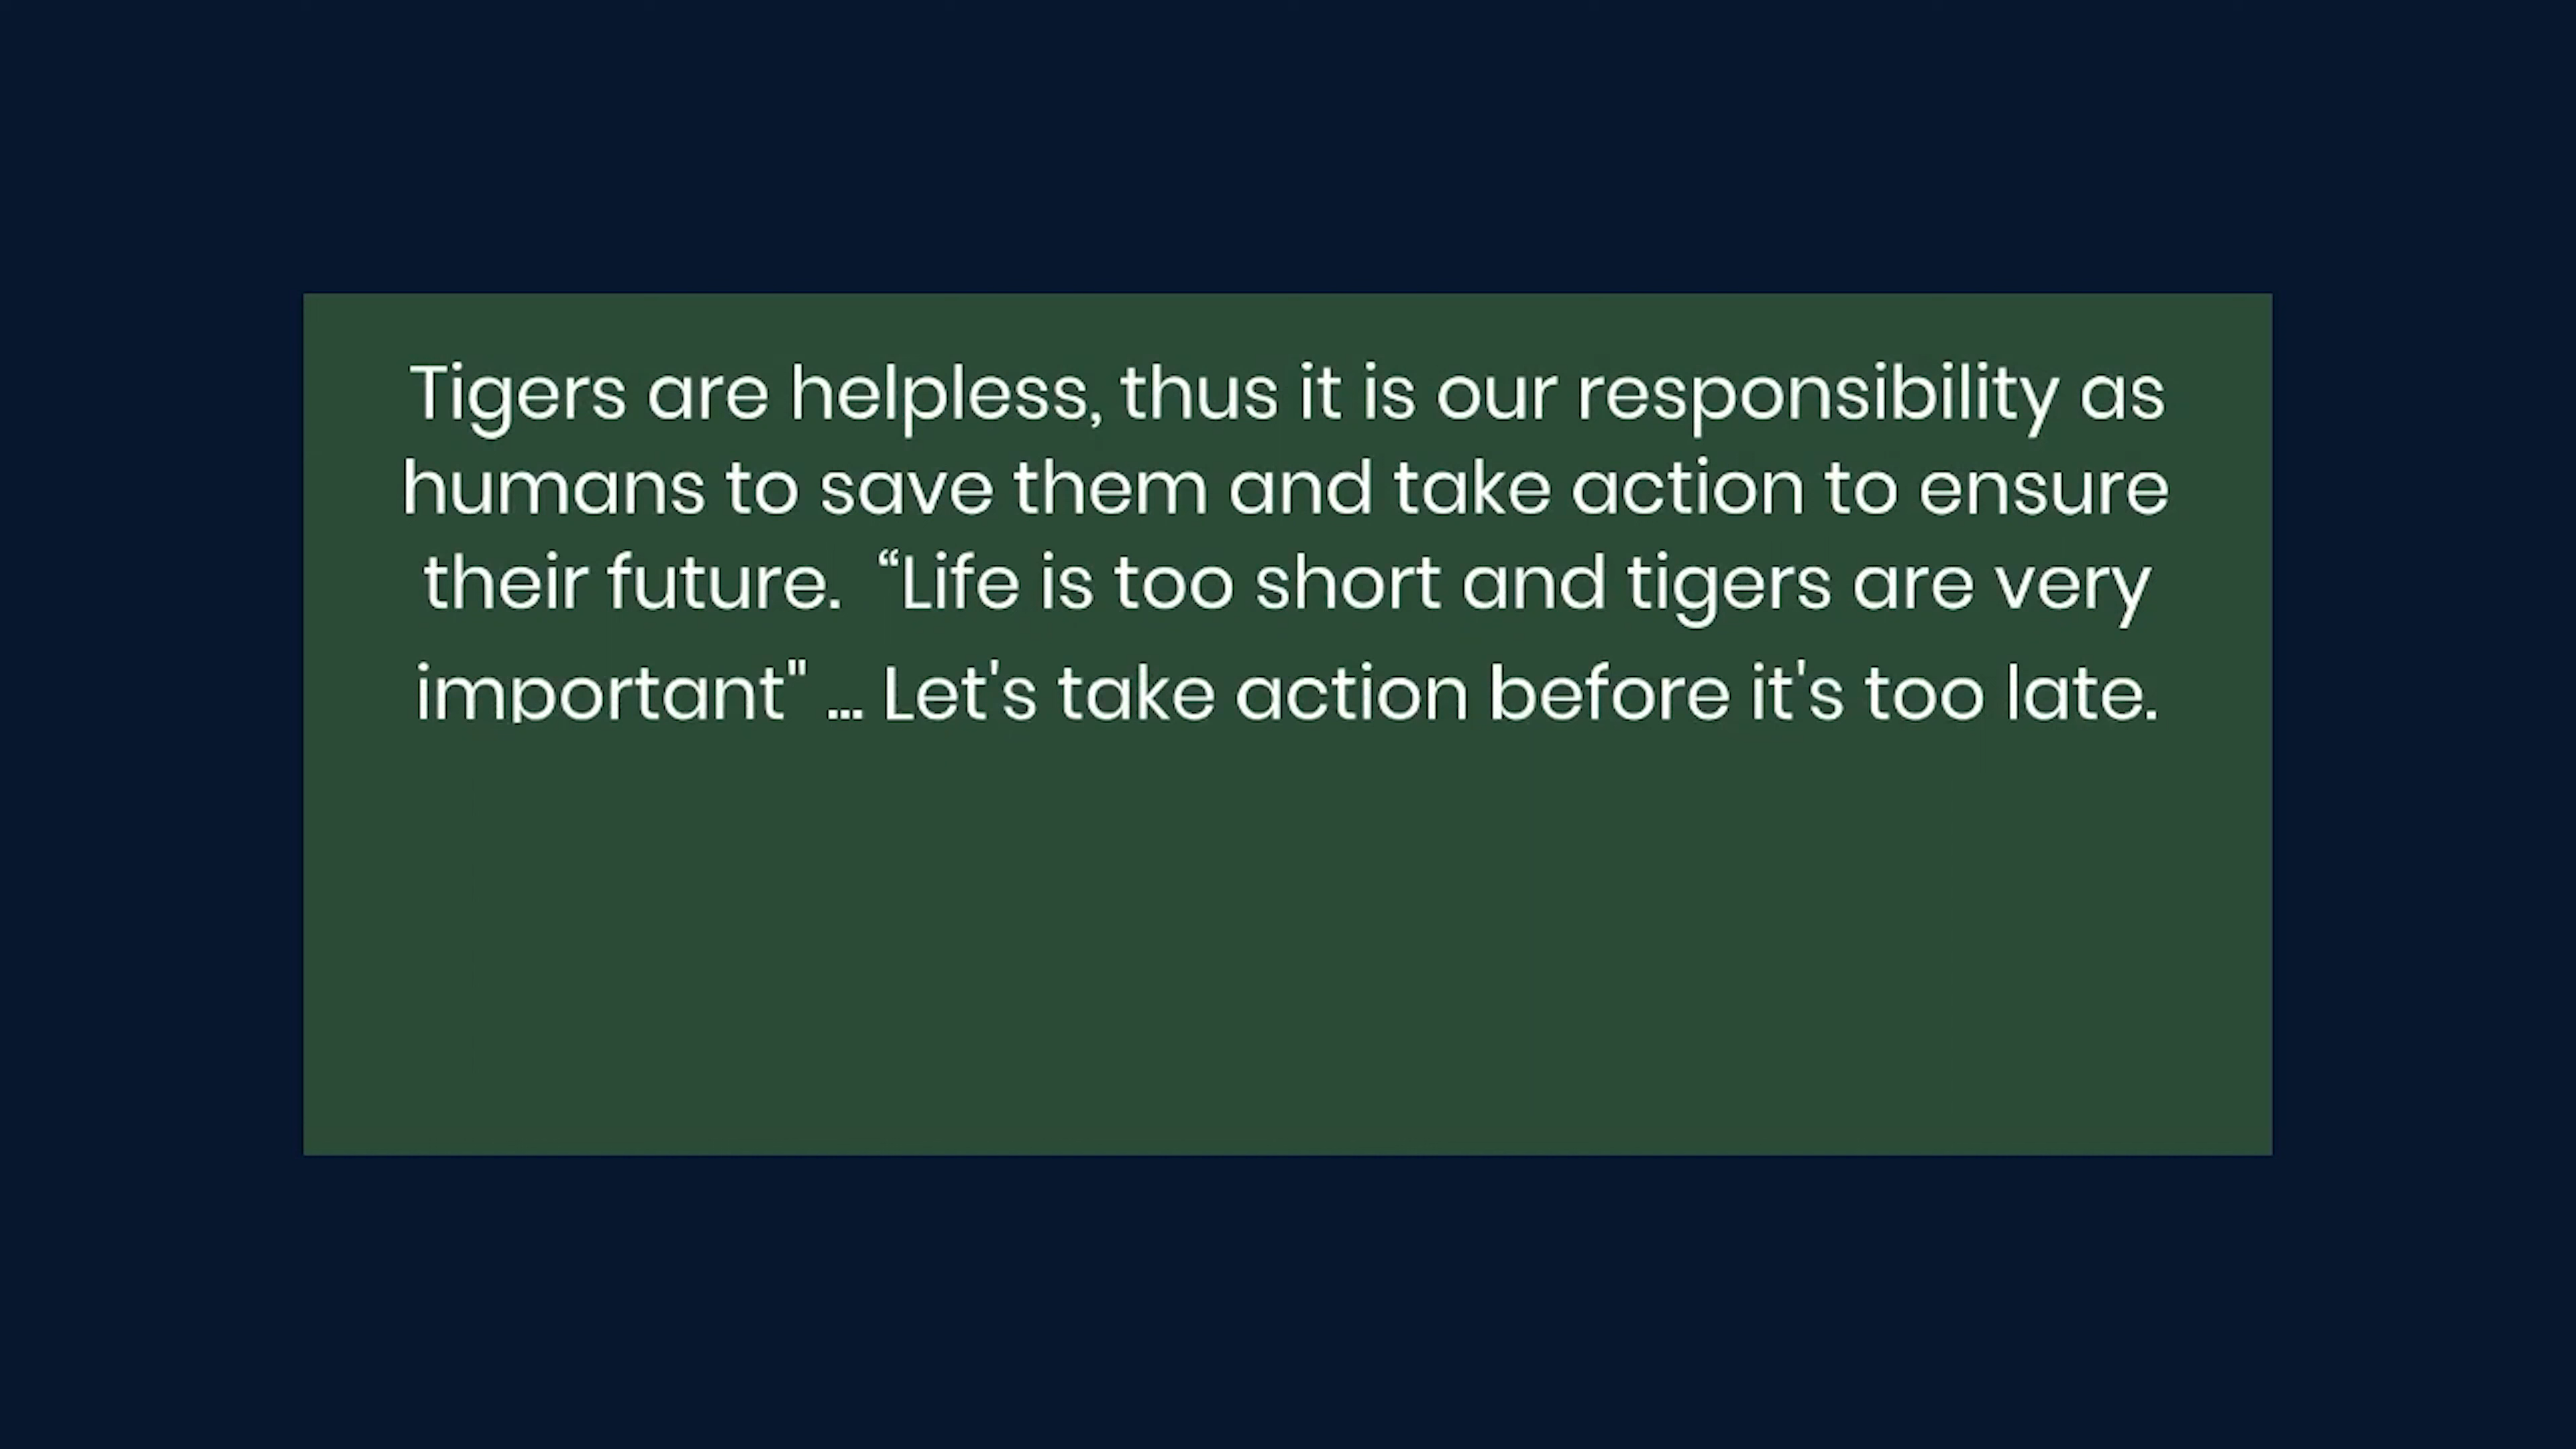 Tigers are helpless, thus it is our responsibility as
humans to save them and take action to ensure
their future.  “Life is too short and tigers are very
important" ... Let's take action before it's too late.